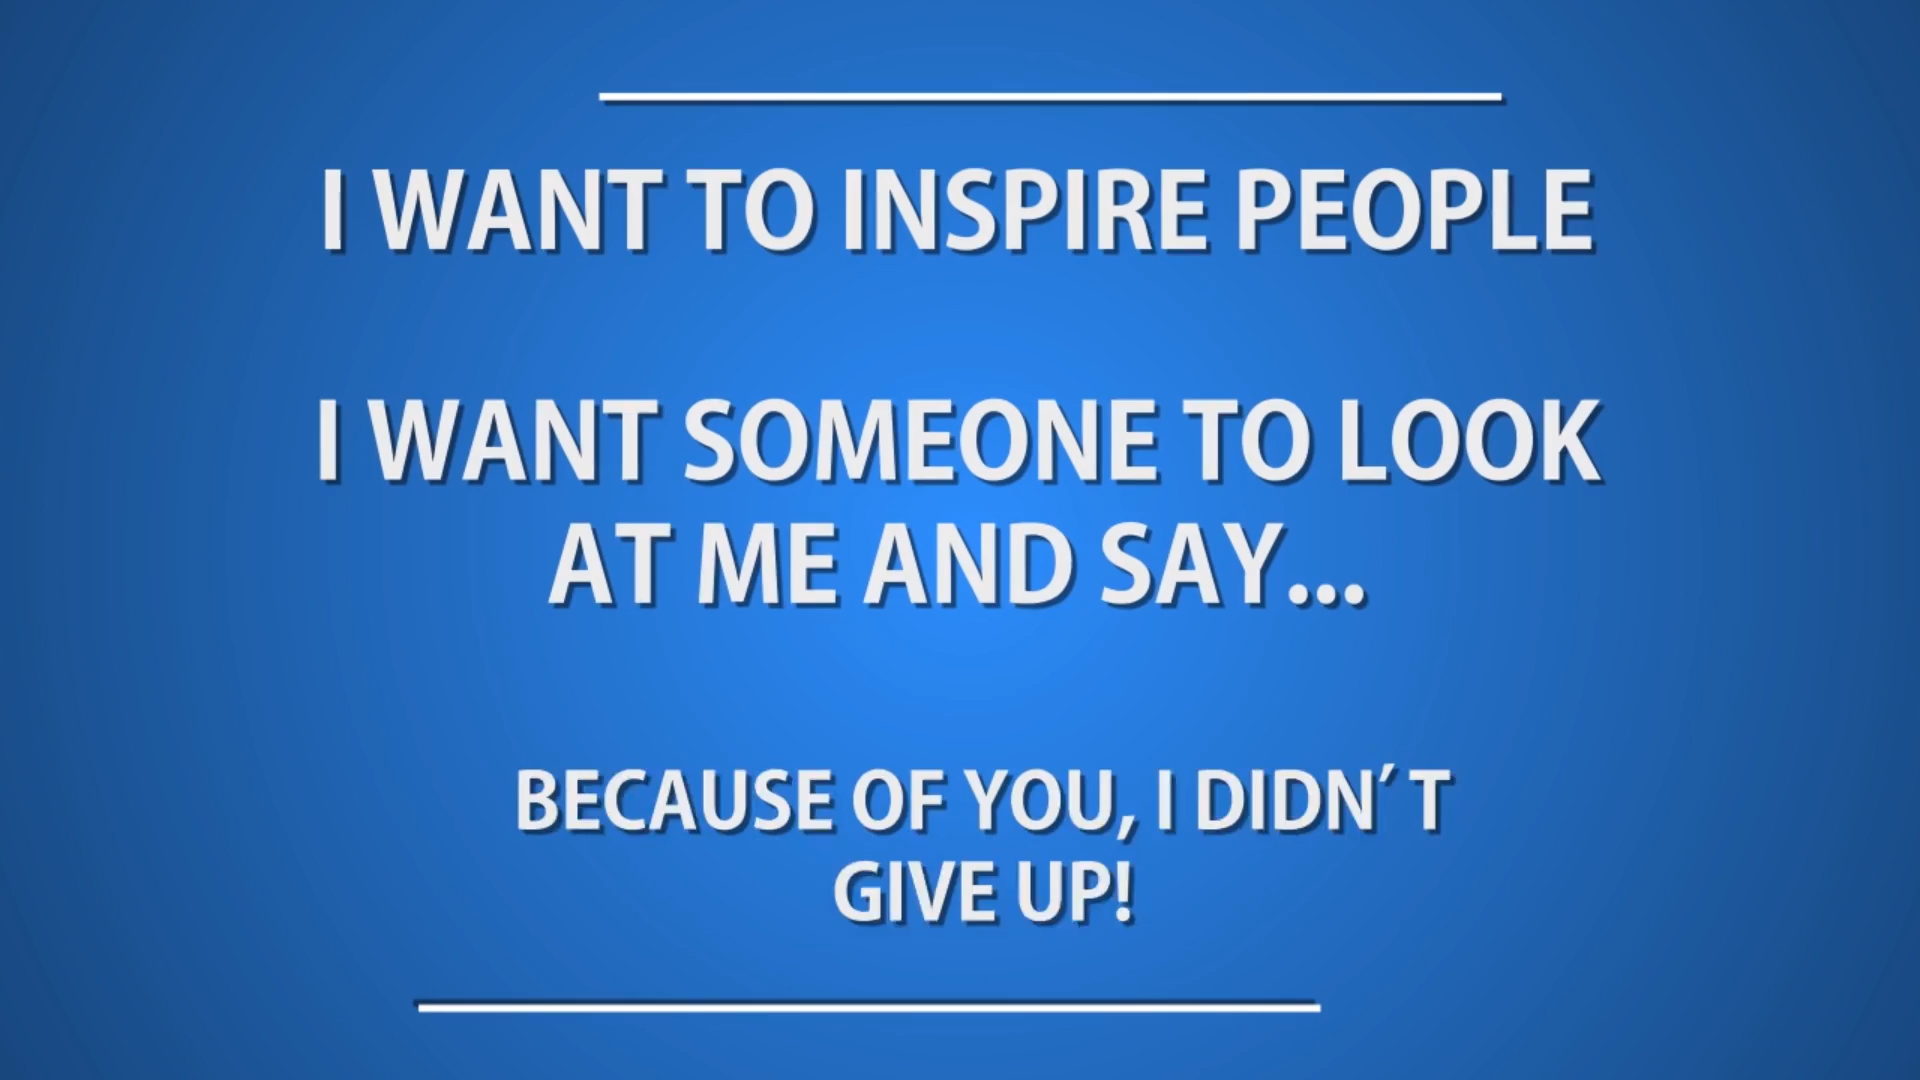 I WANT TO INSPIRE PEOPLE
I WANT SOMEONE TO LOOK
AT ME AND SAY...
BECAUSE OF YOU, I DIDN'T
GIVE UP!